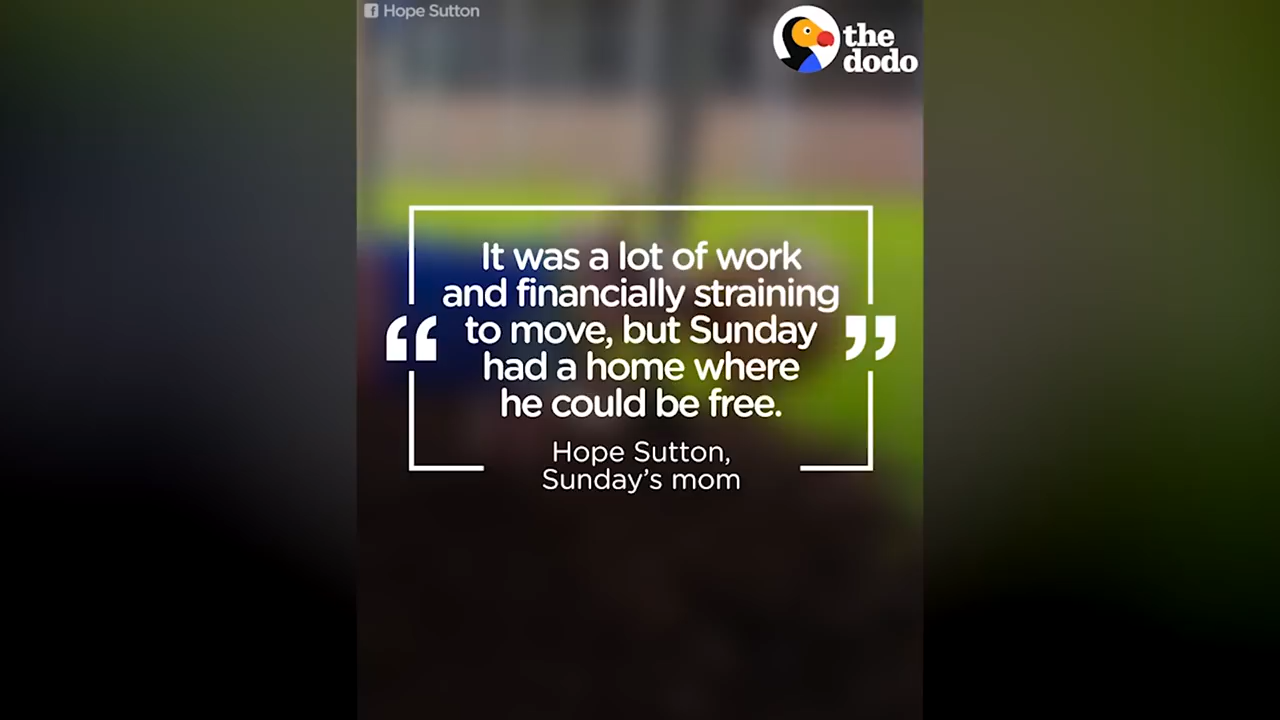 Hope Sutton
the
dodo
It was a lot of work
and financially straining
“ to move, but Sunday ”
had a home where
he could be free.
Hope Sutton,
Sunday's mom